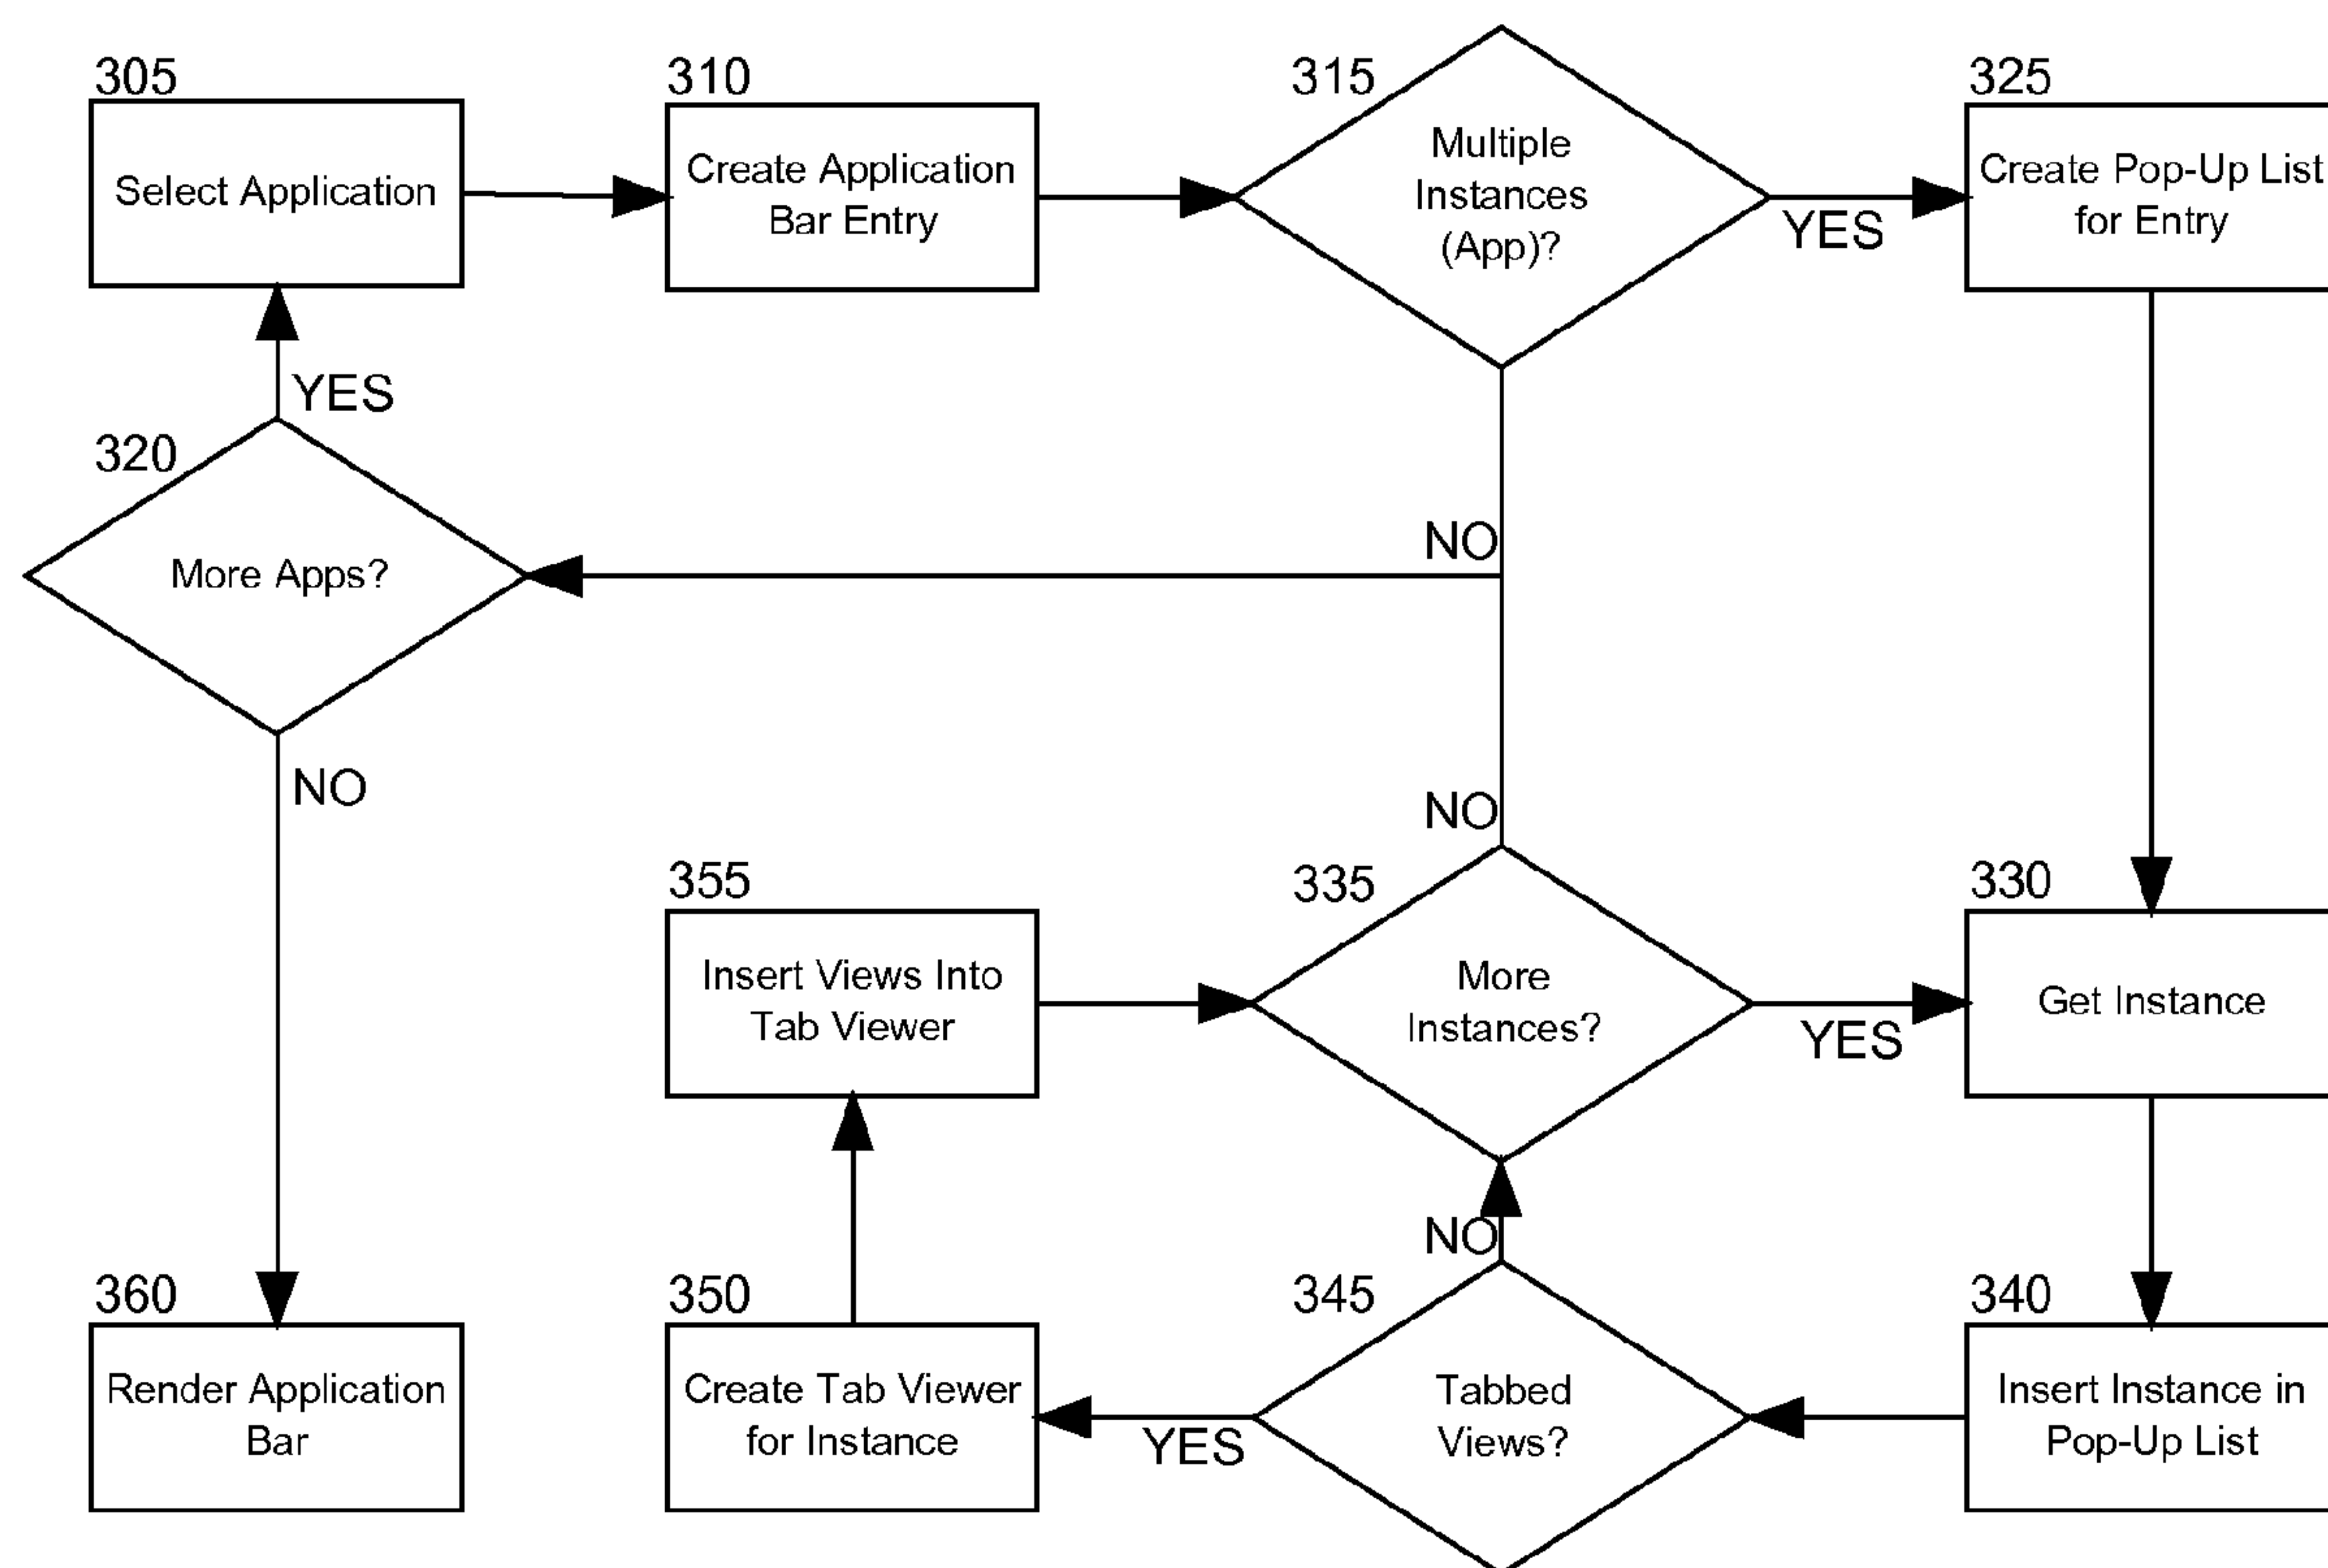 305
Select Application
310
Create Application
Bar Entry
315
Multiple
Instances
(App)?
YES
325
Create Pop-Up List
for Entry
YES
320
More Apps?
NO
NO
NO
355
Insert Views Into
Tab Viewer
335
More
Instances?
YES
330
Get Instance
NO
360
Render Application
Bar
350
Create Tab Viewer
for Instance
YES
345
Tabbed
Views?
340
Insert Instance in
Pop-Up List